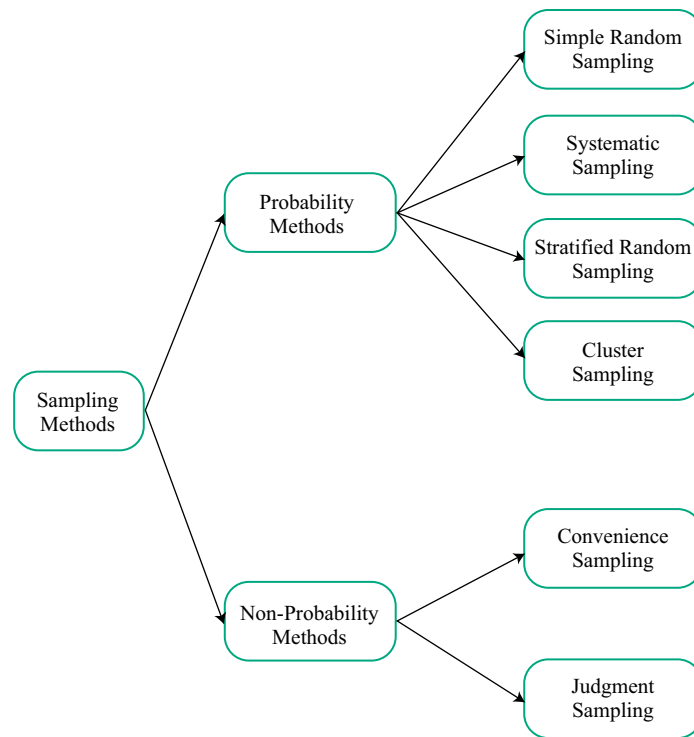 Simple Random
Sampling
Systematic
Sampling
Probability
Methods
Stratified Random
Sampling
Cluster
Sampling
Sampling
Methods
Convenience
Sampling
Non-Probability
Methods
Judgment
Sampling